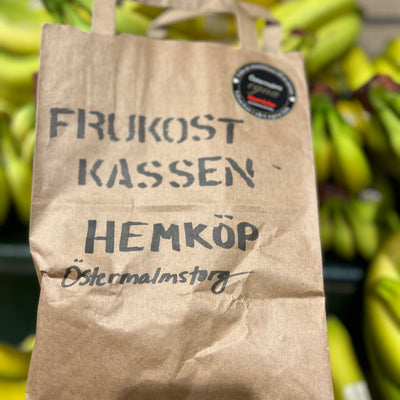 FRUKOST
KASSEN
HEMKÖP
Östermalmstorg